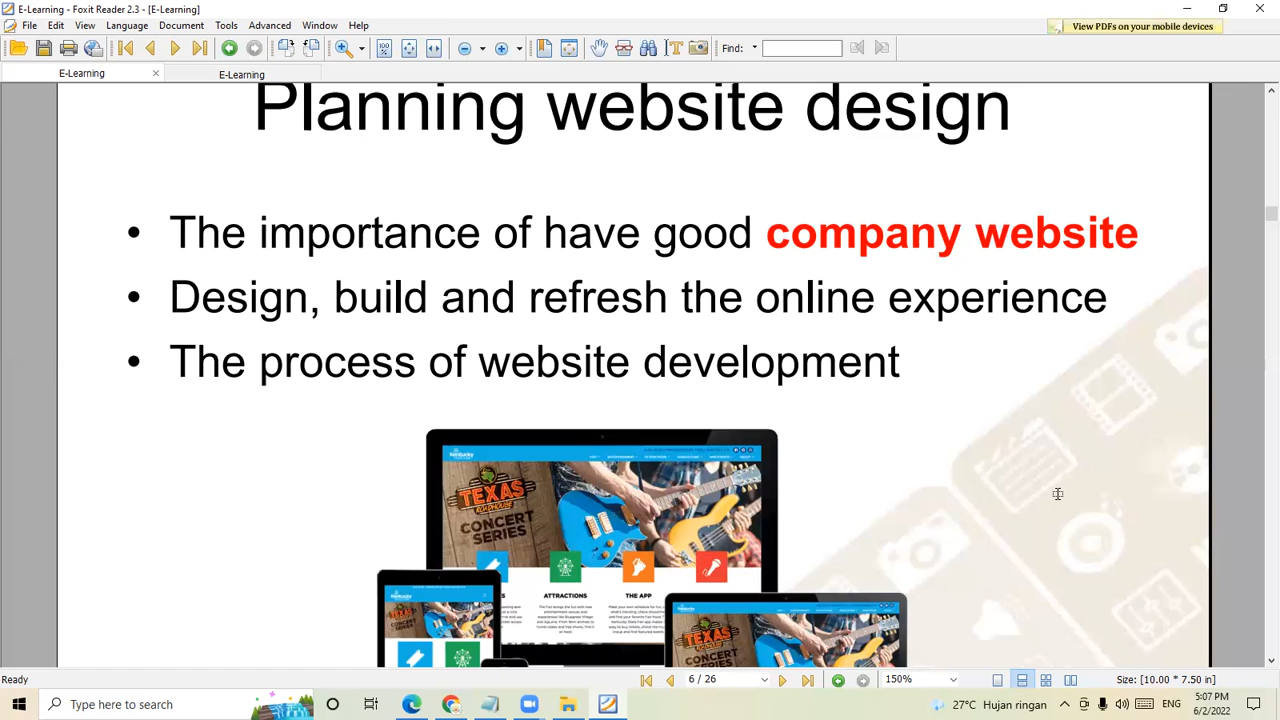 E-Learning - Foxit Reader 2.3 - [E-Learning]
File Edit View Language Document Tools Advanced Window Help
View PDFs on your mobile devices
Find:
E-Learning
E-Learning
Planning website design
• The importance of have good company website
• Design, build and refresh the online experience
• The process of website development
Kentucky
TEXAS
ROADHOUSE
CONCERT
SERIES
ATTRACTIONS
THE APP
TEXAS
Ready
6 / 26
150%
Size: [10.00 * 7.50 in]
Type here to search
27°C Hujan ringan
ENG
5:07 PM
6/2/2022